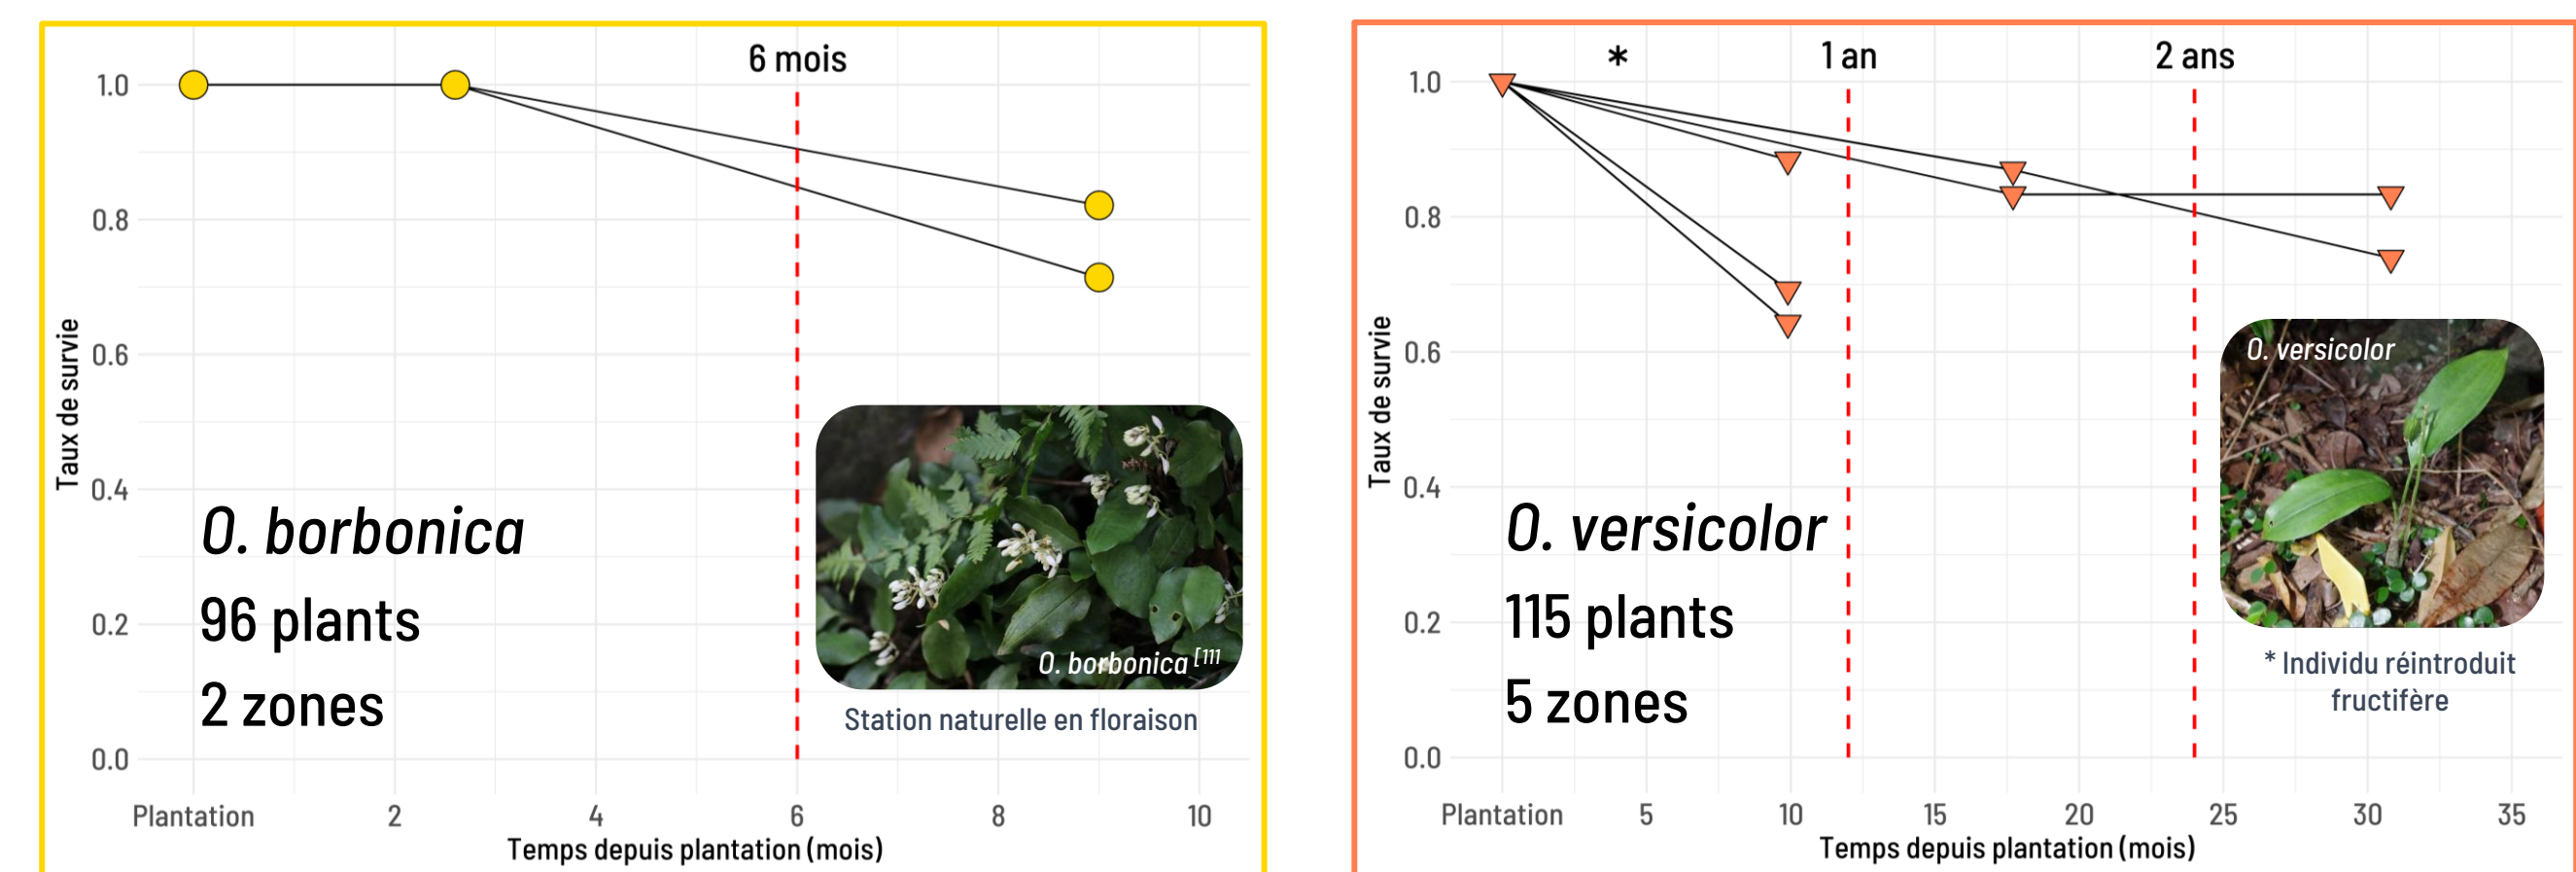 6 mois
1.0
0.8
0.6
0.4
0.2
0.0
Taux de survie
O. borbonica
96 plants
2 zones
O. borbonica [111
Station naturelle en floraison
Plantation 2 4 6 8 10
Temps depuis plantation (mois)
* 1 an 2 ans
1.0
0.8
0.6
0.4
0.2
0.0
Taux de survie
O. versicolor
115 plants
5 zones
O. versicolor
* Individu réintroduit
fructifère
Plantation 5 10 15 20 25 30 35
Temps depuis plantation (mois)